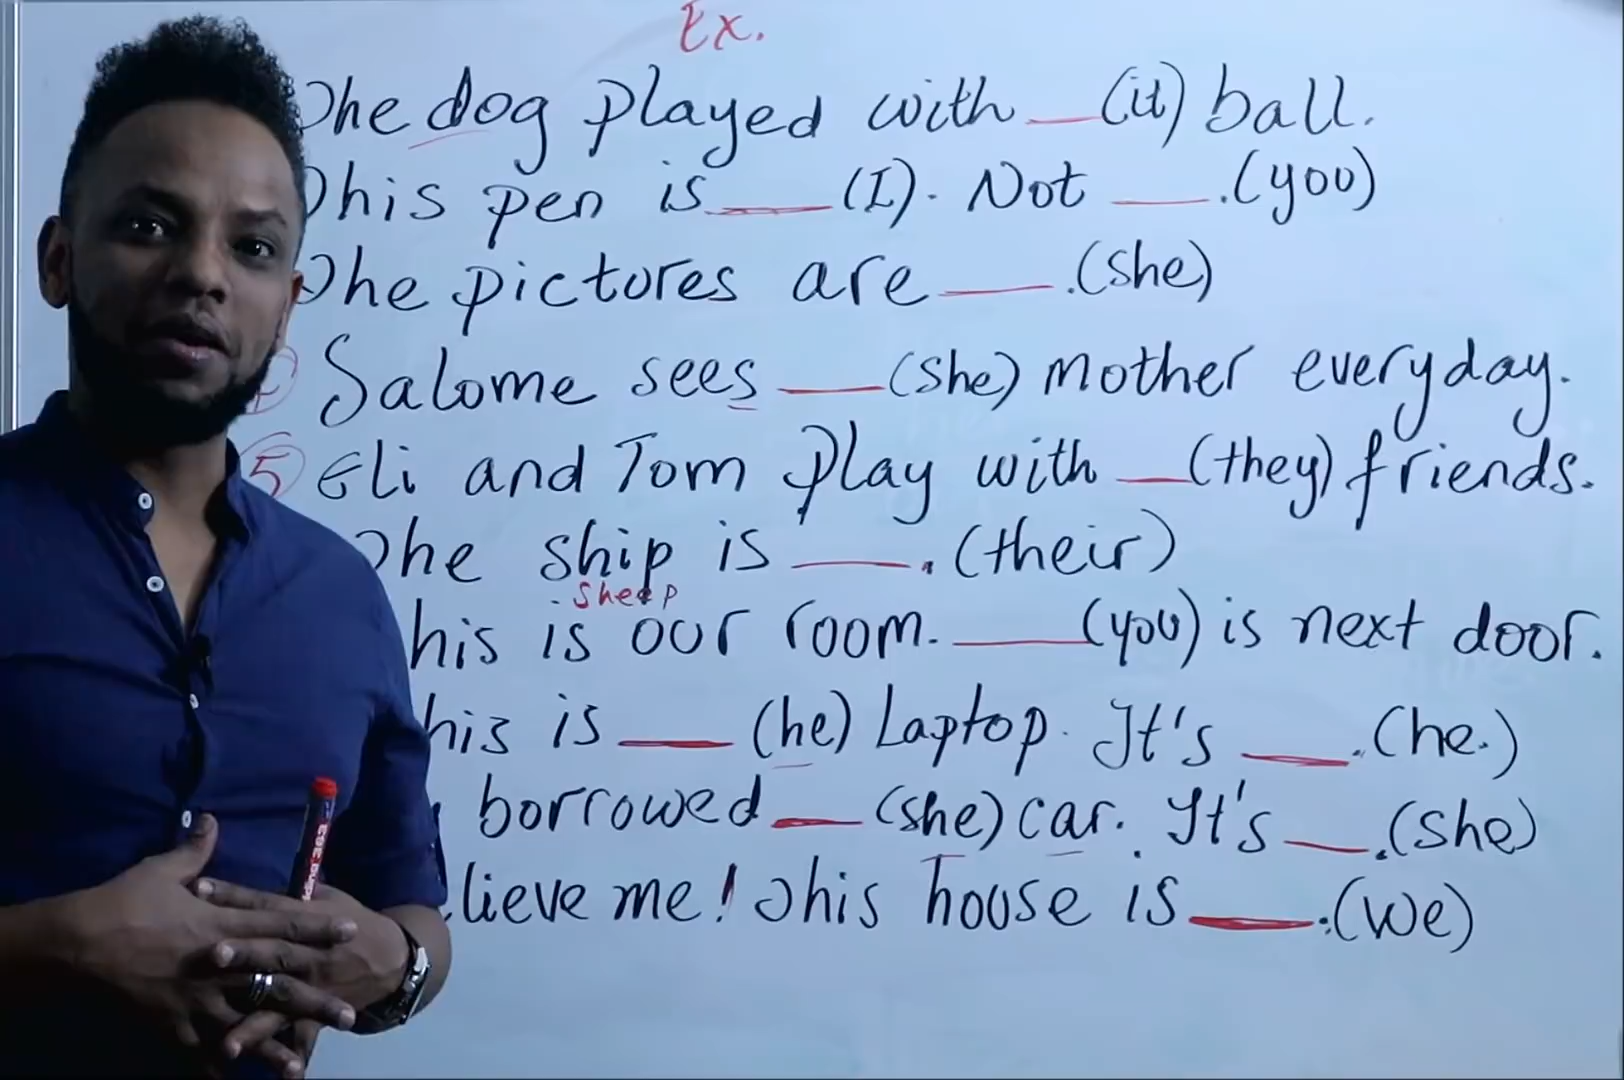 Ex.
The dog played with __ (it) ball.
This pen is ___ (I). Not ___. (you)
The pictures are ___. (she)
Salome sees ___ (she) mother everyday.
5 Eli and Tom play with __ (they) friends.
The ship is ___. (their)
sheep
his is our room. ____ (you) is next door.
his is ___ (he) Laptop. It's ___. (he.)
borrowed ___ (she) car. It's ___. (she)
lieve me! This house is ___. (we)